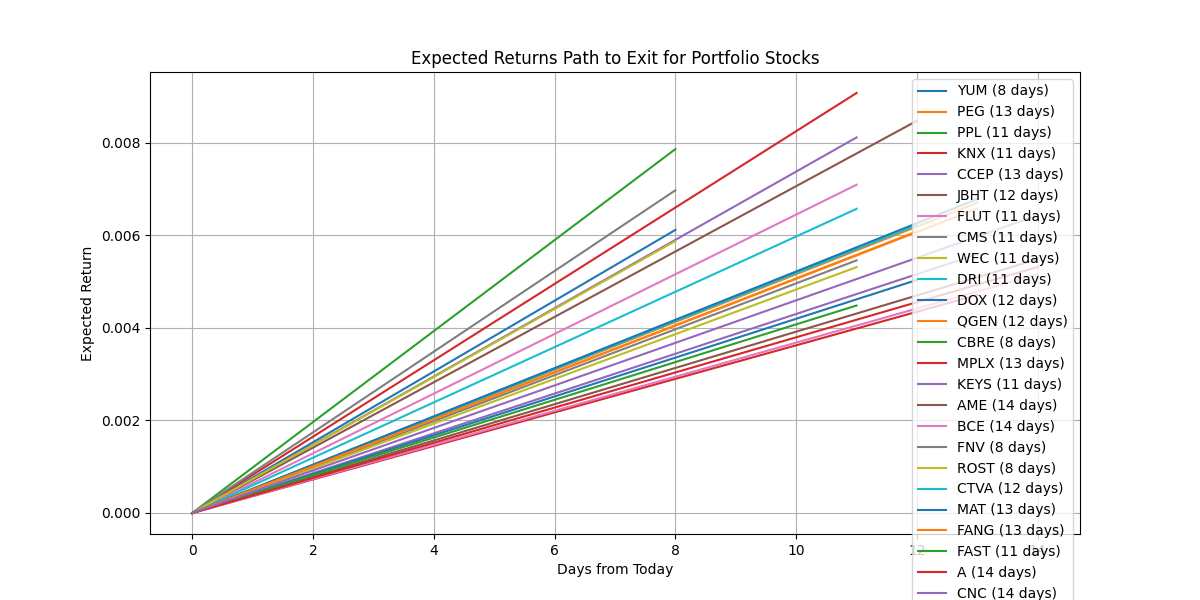 Expected Returns Path to Exit for Portfolio Stocks
Expected Return
0.008
0.006
0.004
0.002
0.000
0
2
4
6
8
10
12
Days from Today
YUM (8 days)
PEG (13 days)
PPL (11 days)
KNX (11 days)
CCEP (13 days)
JBHT (12 days)
FLUT (11 days)
CMS (11 days)
WEC (11 days)
DRI (11 days)
DOX (12 days)
QGEN (12 days)
CBRE (8 days)
MPLX (13 days)
KEYS (11 days)
AME (14 days)
BCE (14 days)
FNV (8 days)
ROST (8 days)
CTVA (12 days)
MAT (13 days)
FANG (13 days)
FAST (11 days)
A (14 days)
CNC (14 days)